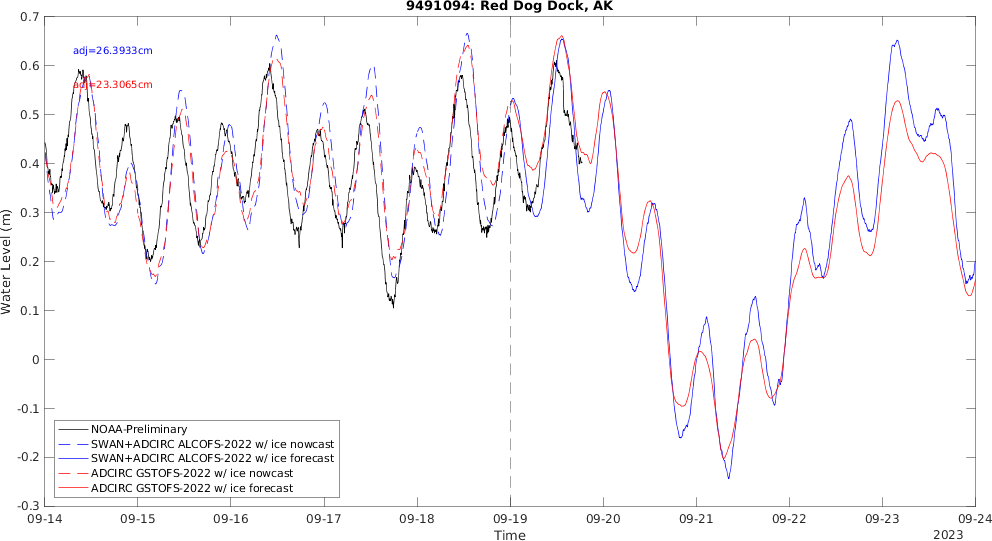 9491094: Red Dog Dock, AK
adj=26.3933cm
adj=23.3065cm
Water Level (m)
0.7
0.6
0.5
0.4
0.3
0.2
0.1
0
-0.1
-0.2
-0.3
NOAA-Preliminary
SWAN+ADCIRC ALCOFS-2022 w/ ice nowcast
SWAN+ADCIRC ALCOFS-2022 w/ ice forecast
ADCIRC GSTOFS-2022 w/ ice nowcast
ADCIRC GSTOFS-2022 w/ ice forecast
09-14 09-15 09-16 09-17 09-18 09-19 09-20 09-21 09-22 09-23 09-24
Time
2023